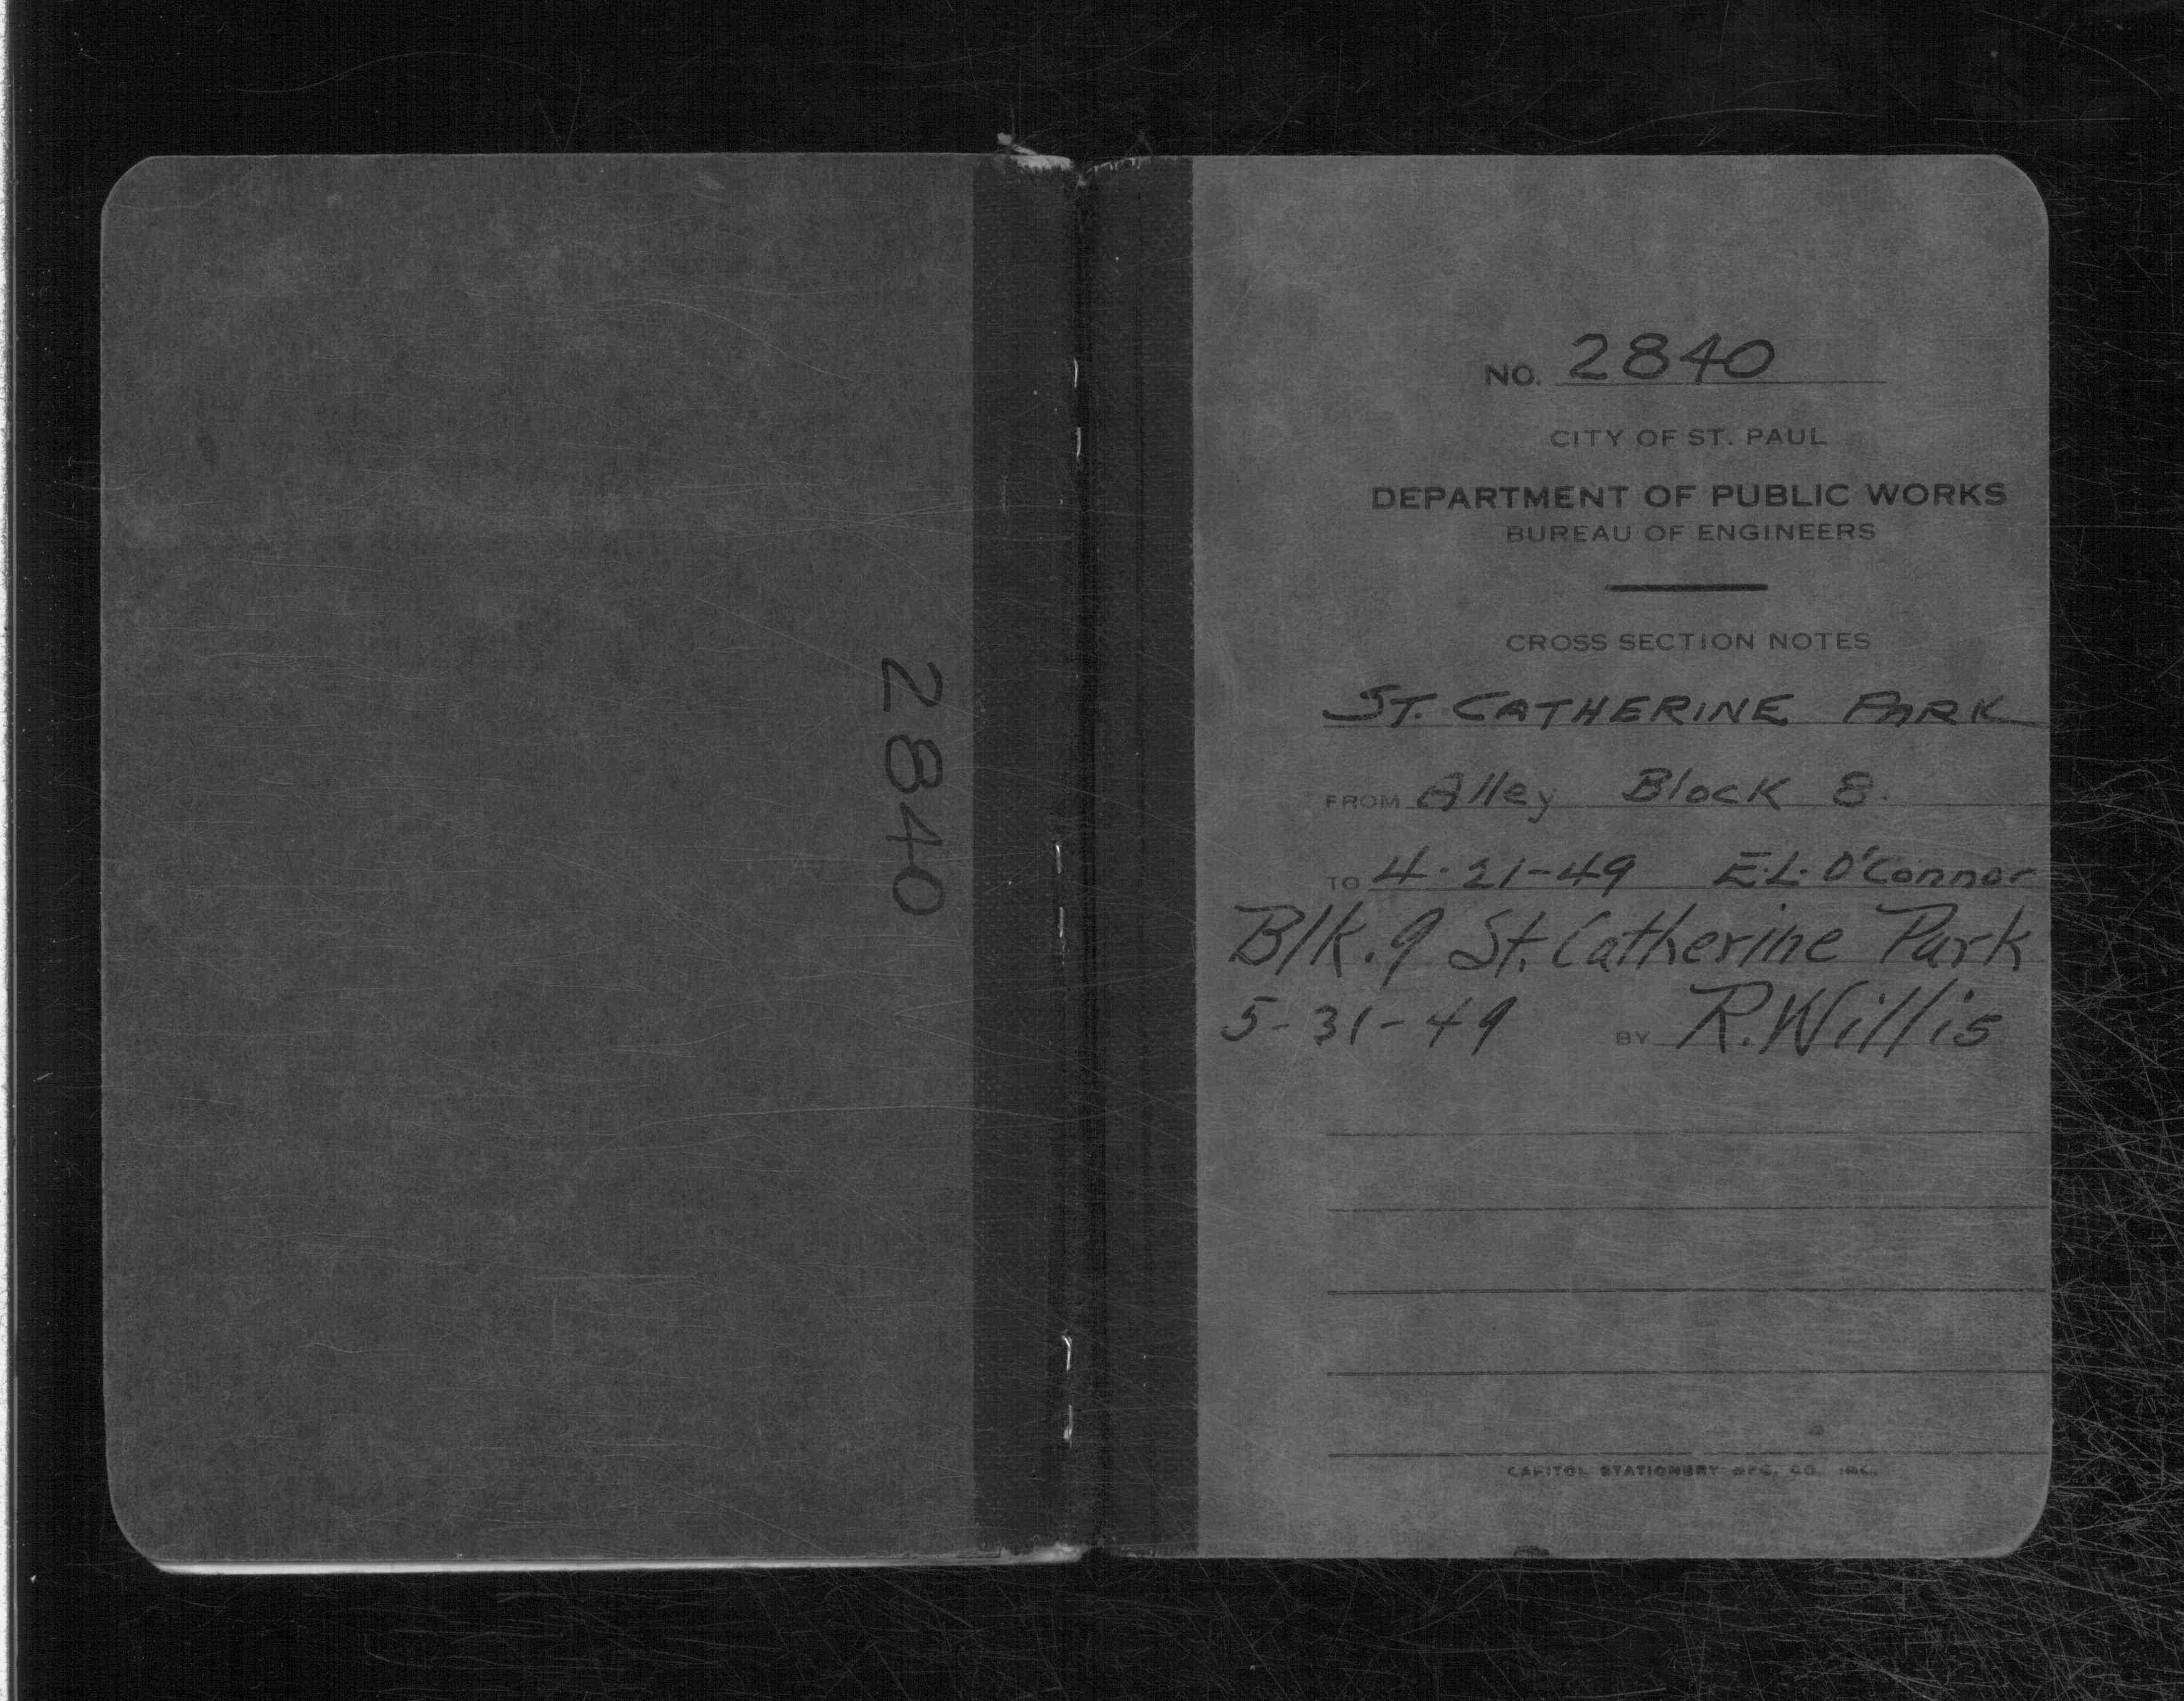 2840
NO. 2840
CITY OF ST. PAUL
DEPARTMENT OF PUBLIC WORKS
BUREAU OF ENGINEERS
CROSS SECTION NOTES
ST. CATHERINE PARK
FROM Alley Block 8.
TO 4-21-49 E.L. O'Connor
Blk. 9 St. Catherine Park
5-31-49 BY R. Willis
CAPITOL STATIONERY MFG. CO. INC.